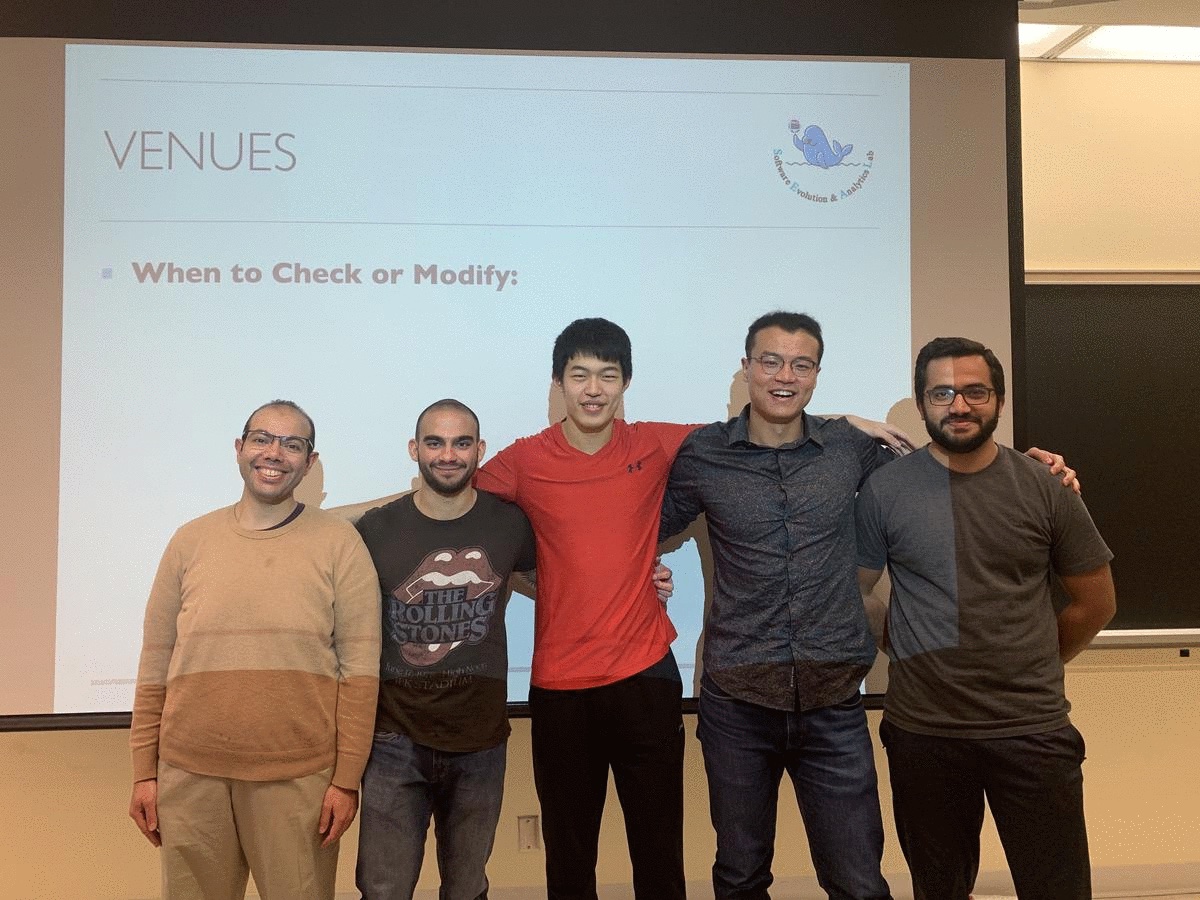 VENUES
Software Evolution & Analytics Lab
When to Check or Modify:
THE
ROLLING
STONES